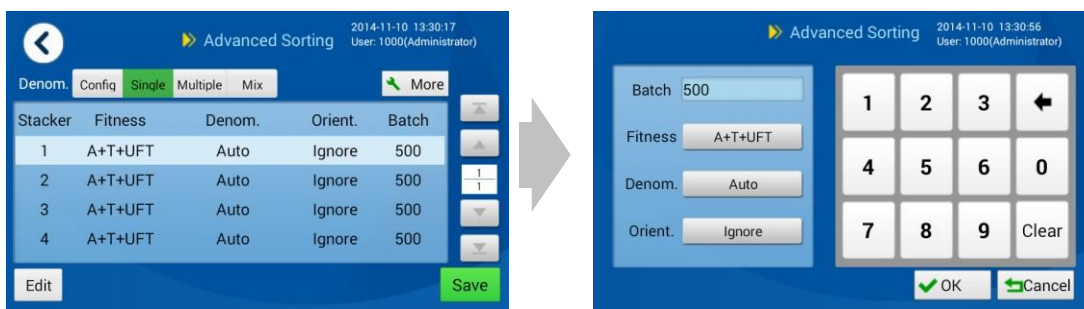 Advanced Sorting
2014-11-10 13:30:17
User: 1000(Administrator)
Denom. Config Single Multiple Mix More
Stacker Fitness Denom. Orient. Batch
1 A+T+UFT Auto Ignore 500
2 A+T+UFT Auto Ignore 500
1
1
3 A+T+UFT Auto Ignore 500
4 A+T+UFT Auto Ignore 500
Edit Save
Advanced Sorting
2014-11-10 13:30:56
User: 1000(Administrator)
Batch 500
Fitness A+T+UFT
Denom. Auto
Orient. Ignore
1 2 3
4 5 6 0
7 8 9 Clear
OK Cancel